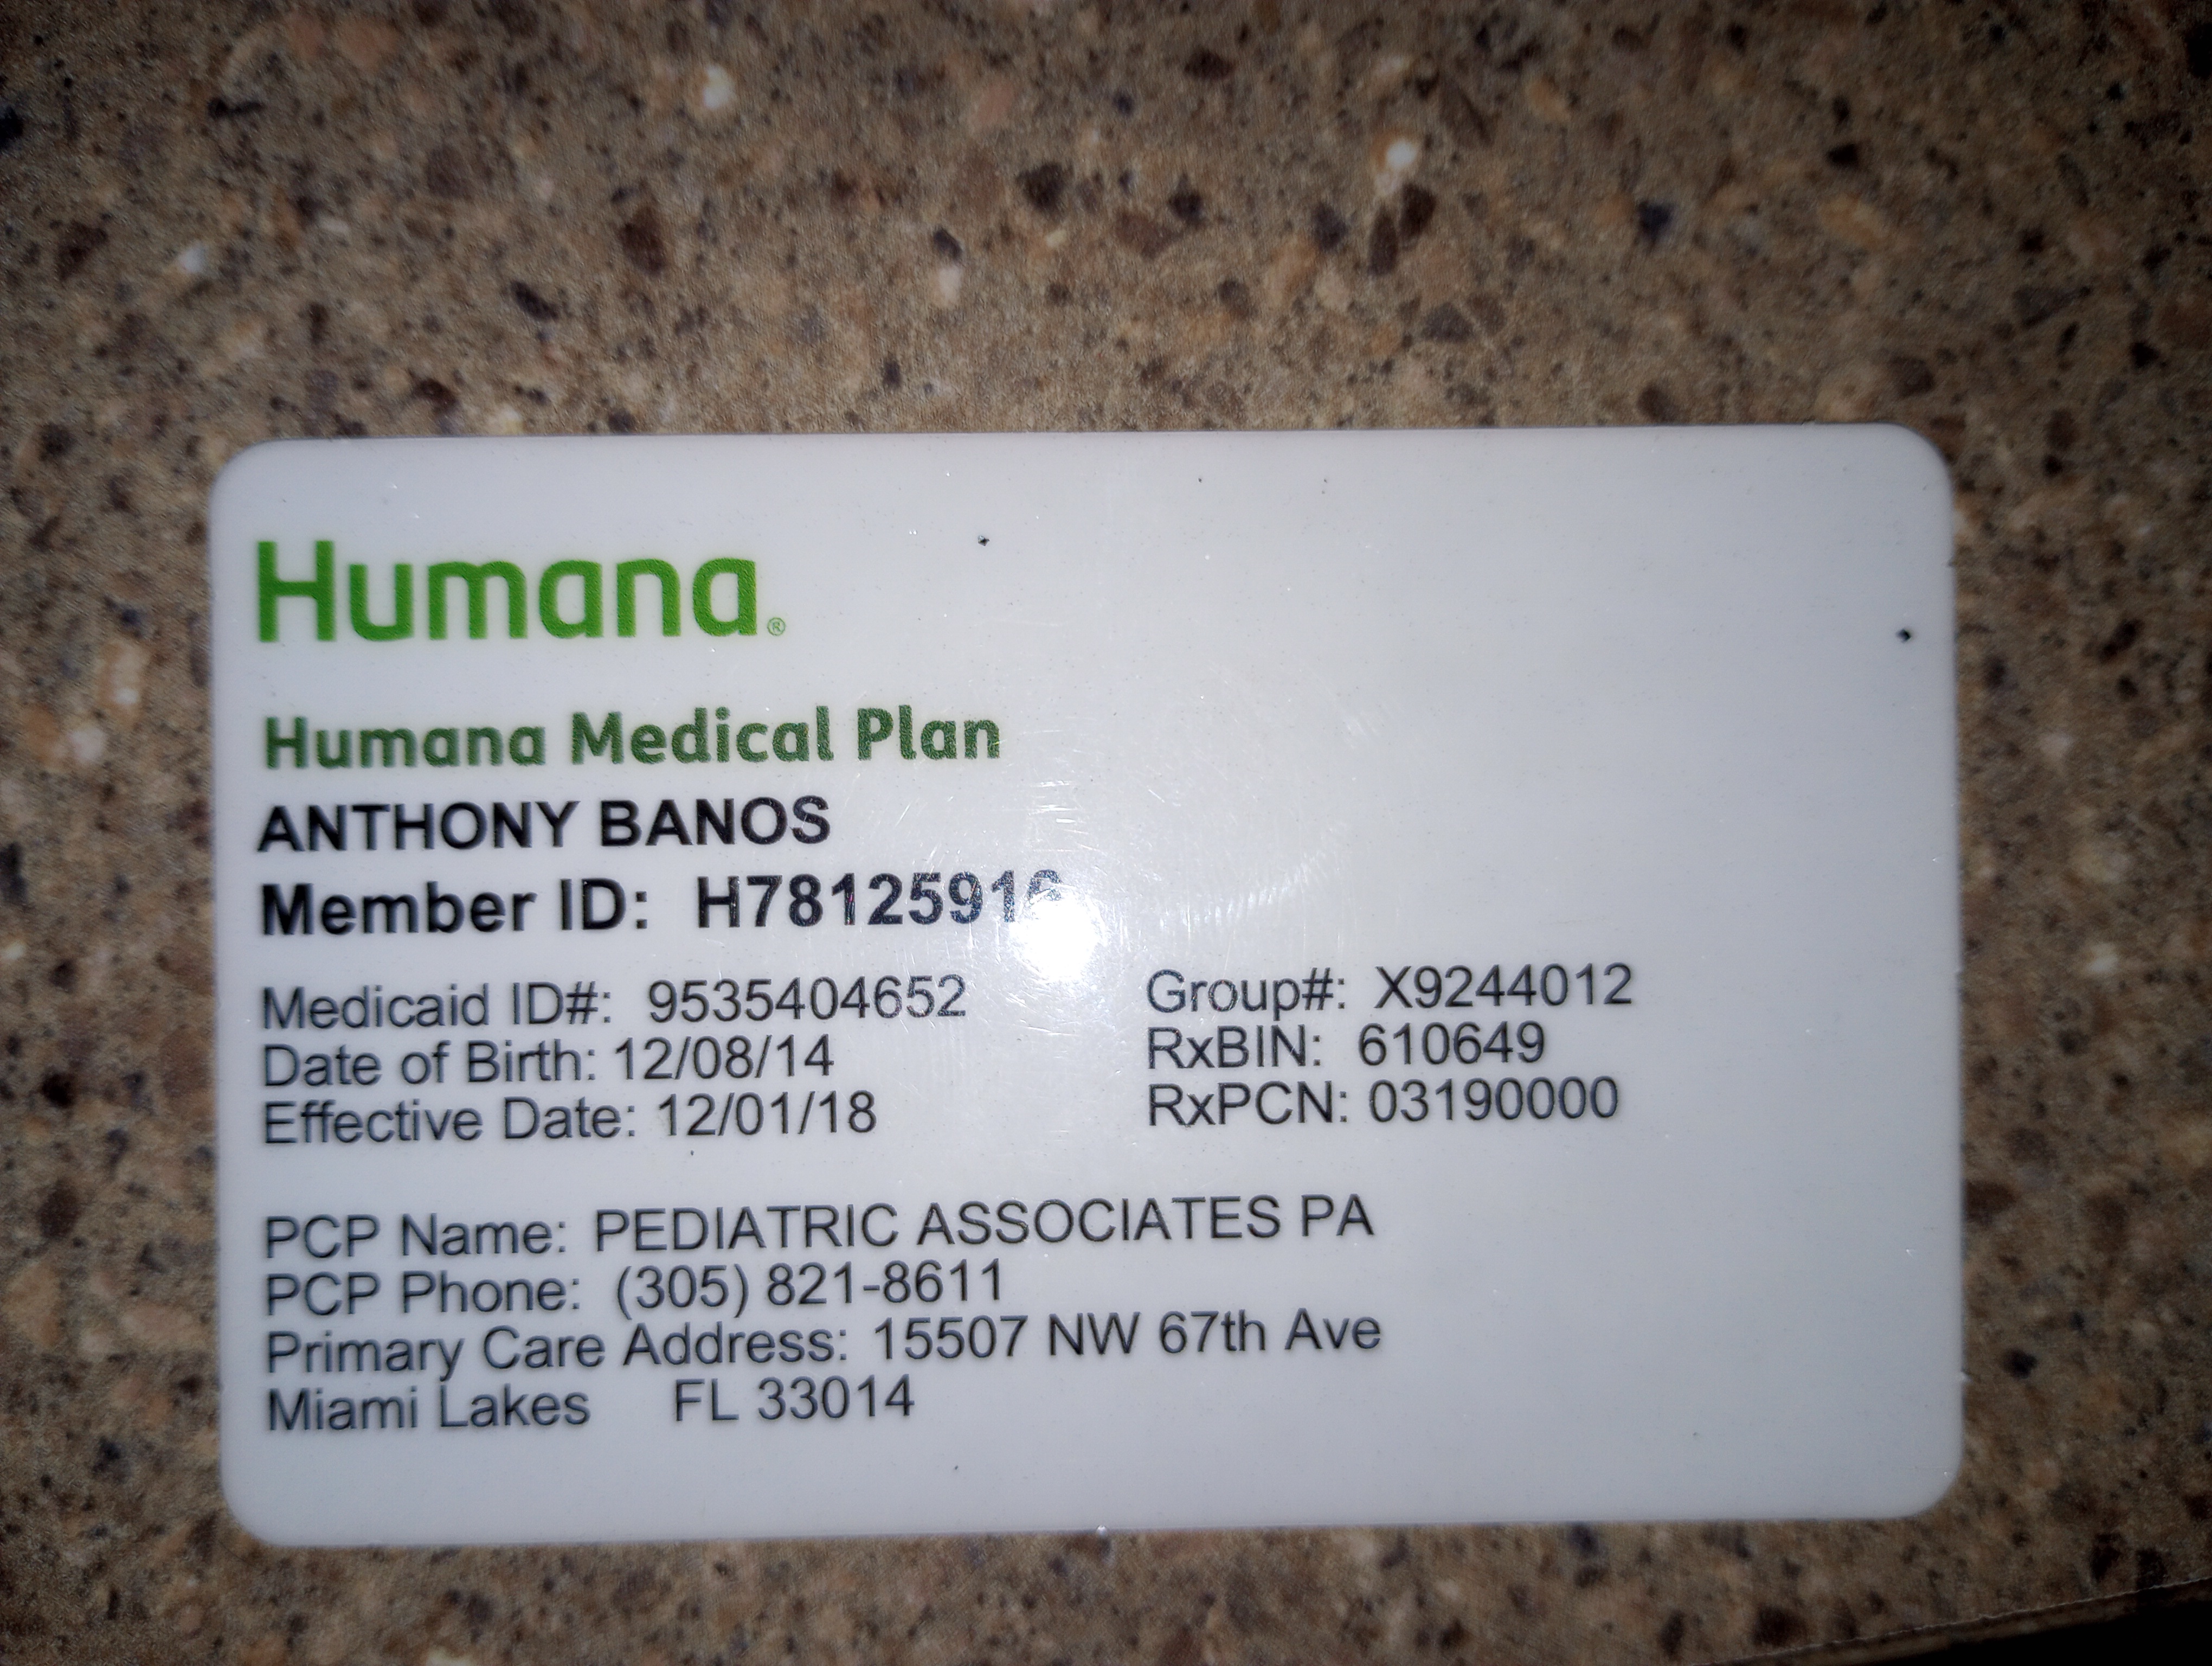 Humana®
Humana Medical Plan
ANTHONY BANOS
Member ID:
Medicaid ID#: 9535404652 Group#: X9244012
Date of Birth: 12/08/14 RxBIN: 610649
Effective Date: 12/01/18 RxPCN: 03190000
PCP Name: PEDIATRIC ASSOCIATES PA
PCP Phone: (305) 821-8611
Primary Care Address: 15507 NW 67th Ave
Miami Lakes FL 33014